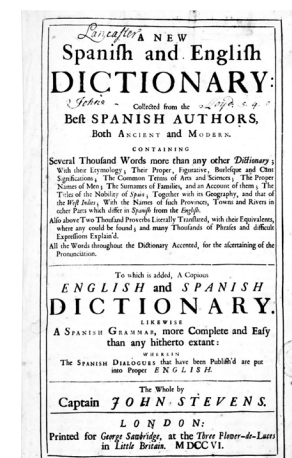 Lancaster
A NEW
Spaniſh and Engliſh
DICTIONARY:
Collected from the
Beſt SPANISH AUTHORS,
Both ANCIENT and MODERN.
CONTAINING
Several Thouſand Words more than any other Dictionary;
With their Etymology; Their Proper, Figurative, Burleſque and Cant
Significations; The Common Terms of Arts and Sciences; The Proper
Names of Men; The Surnames of Families, and an Account of them; The
Titles of the Nobility of Spain; Together with its Geography, and that of
the Weſt Indies; With the Names of ſuch Provinces, Towns and Rivers in
other Parts which differ in Spaniſh from the Engliſh.
Alſo above Two Thouſand Proverbs Literally Tranſlated, with their Equivalents,
where any could be found; and many Thouſands of Phraſes and difficult
Expreſſions Explain'd.
All the Words throughout the Dictionary Accented, for the aſcertaining of the
Pronunciation.
To which is added, A Copious
ENGLISH and SPANISH
DICTIONARY.
LIKEWISE
A SPANISH GRAMMAR, more Complete and Eaſy
than any hitherto extant:
WHEREIN
The SPANISH DIALOGUES that have been Publiſh'd are put
into Proper ENGLISH.
The Whole by
Captain JOHN STEVENS.
LONDON:
Printed for George Sawbridge, at the Three Flower-de-Luces
in Little Britain. MDCCVI.